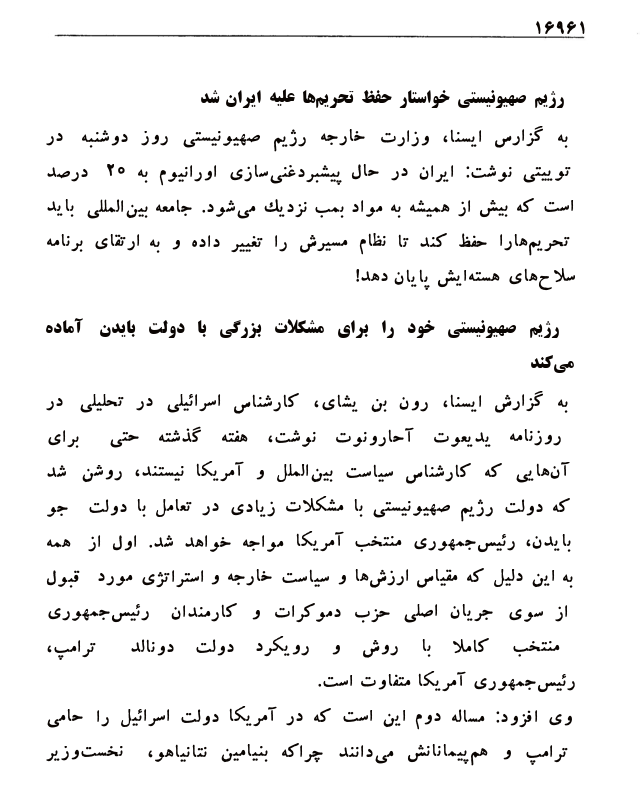 ۱۶۹۶۱
رژیم صهیونیستی خواستار حفظ تحریم‌ها علیه ایران شد
به گزارس ایسنا، وزارت خارجه رژیم صهیونیستی روز دوشنبه در
توییتی نوشت: ایران در حال پیشبردغنی‌سازی اورانیوم به ۲۰ درصد
است که بیش از همیشه به مواد بمب نزدیك می‌شود. جامعه بین‌المللی باید
تحریم‌هارا حفظ کند تا نظام مسیرش را تغییر داده و به ارتقای برنامه
سلاح‌های هسته‌ایش پایان دهد!
رژیم صهیونیستی خود را برای مشکلات بزرگی با دولت بایدن آماده
می‌کند
به گزارش ایسنا، رون بن یشای، کارشناس اسرائیلی در تحلیلی در
روزنامه یدیعوت آحارونوت نوشت، هفته گذشته حتی برای
آن‌هایی که کارشناس سیاست بین‌الملل و آمریکا نیستند، روشن شد
که دولت رژیم صهیونیستی با مشکلات زیادی در تعامل با دولت جو
بایدن، رئیس‌جمهوری منتخب آمریکا مواجه خواهد شد. اول از همه
به این دلیل که مقیاس ارزش‌ها و سیاست خارجه و استراتژی مورد قبول
از سوی جریان اصلی حزب دموکرات و کارمندان رئیس‌جمهوری
منتخب کاملا با روش و رویکرد دولت دونالد ترامپ،
رئیس‌جمهوری آمریکا متفاوت است.
وی افزود: مساله دوم این است که در آمریکا دولت اسرائیل را حامی
ترامپ و هم‌پیمانانش می‌دانند چراکه بنیامین نتانیاهو، نخست‌وزیر